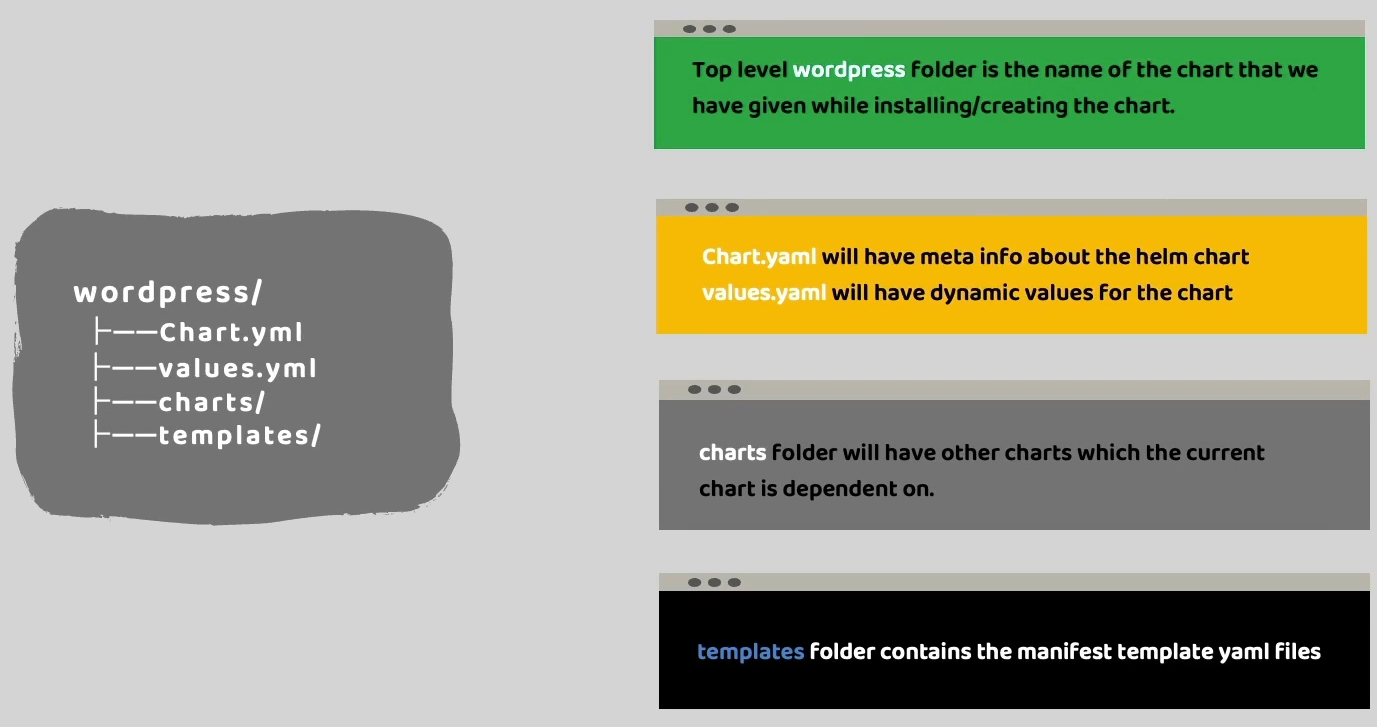 wordpress/
├──Chart.yml
├──values.yml
├──charts/
├──templates/
Top level wordpress folder is the name of the chart that we
have given while installing/creating the chart.
Chart.yaml will have meta info about the helm chart
values.yaml will have dynamic values for the chart
charts folder will have other charts which the current
chart is dependent on.
templates folder contains the manifest template yaml files